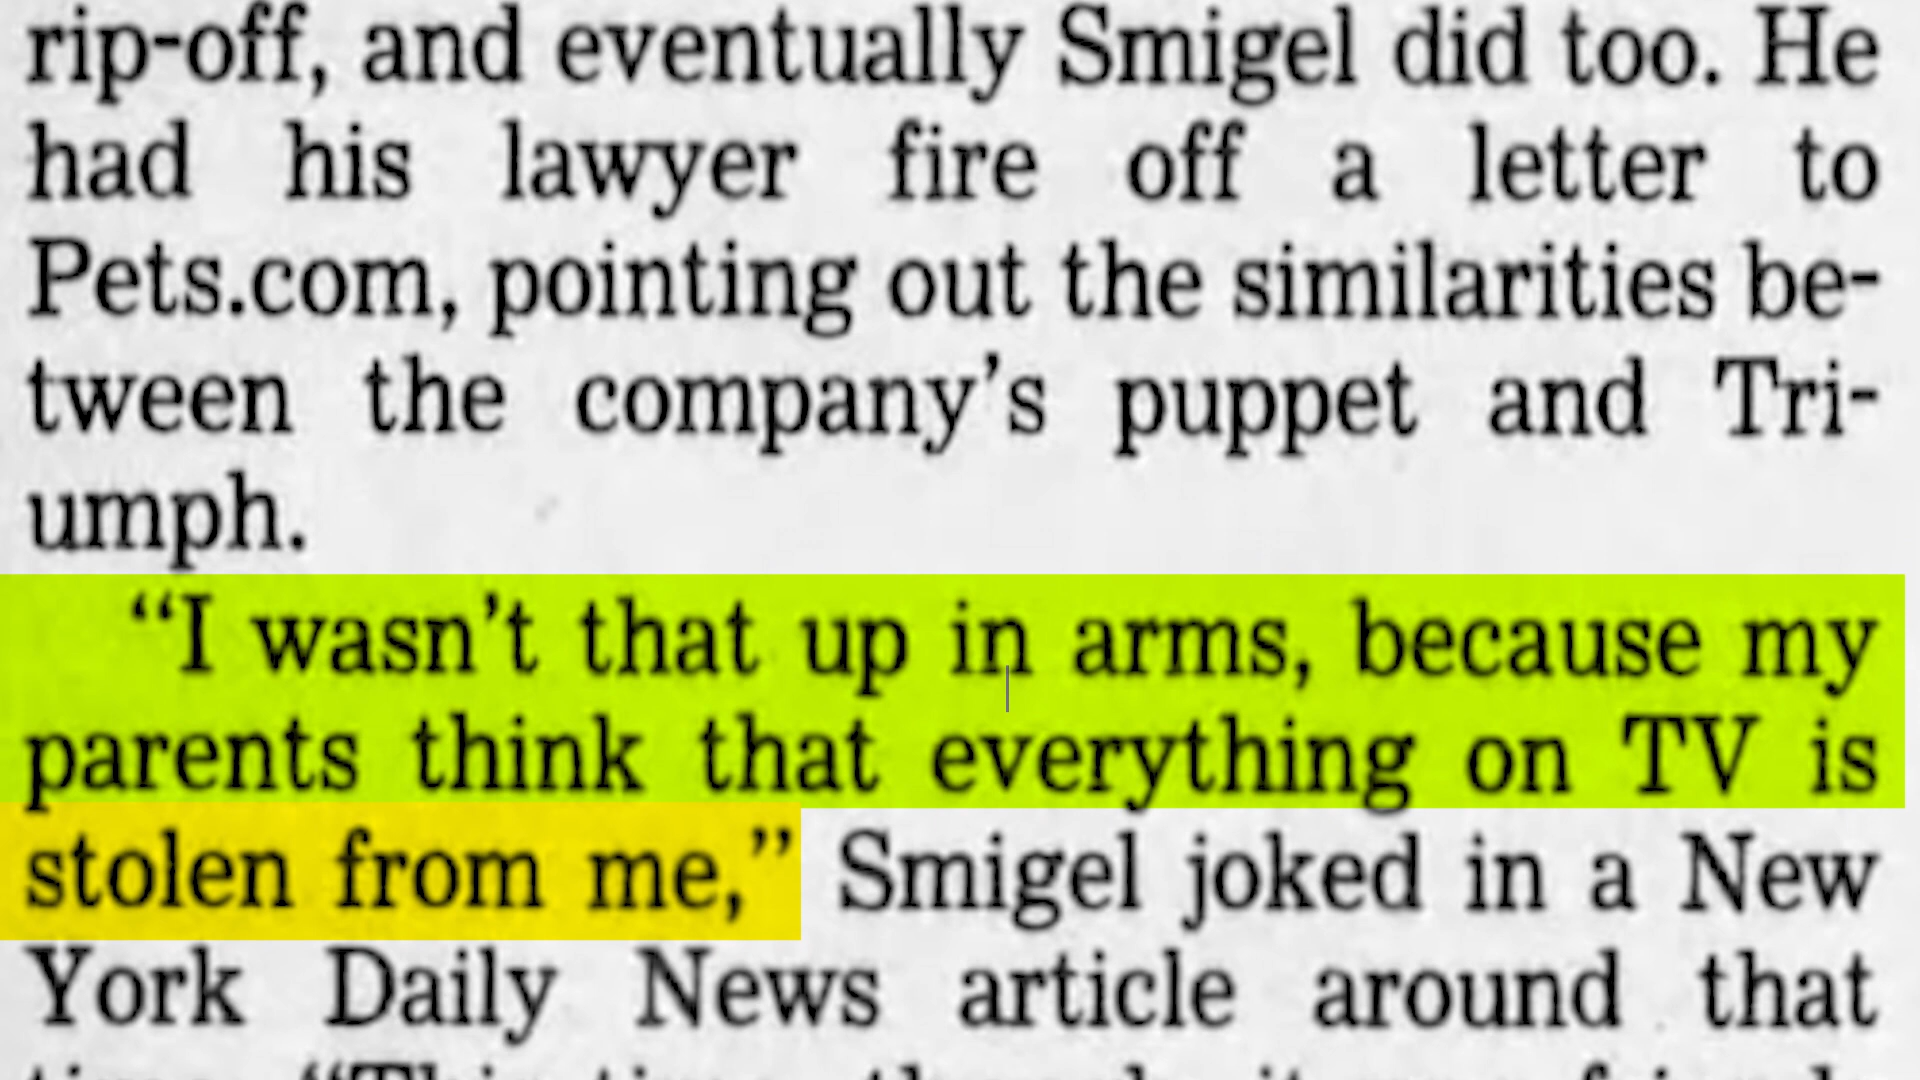 rip-off, and eventually Smigel did too. He
had his lawyer fire off a letter to
Pets.com, pointing out the similarities be-
tween the company’s puppet and Tri-
umph.
“I wasn’t that up in arms, because my
parents think that everything on TV is
stolen from me,” Smigel joked in a New
York Daily News article around that